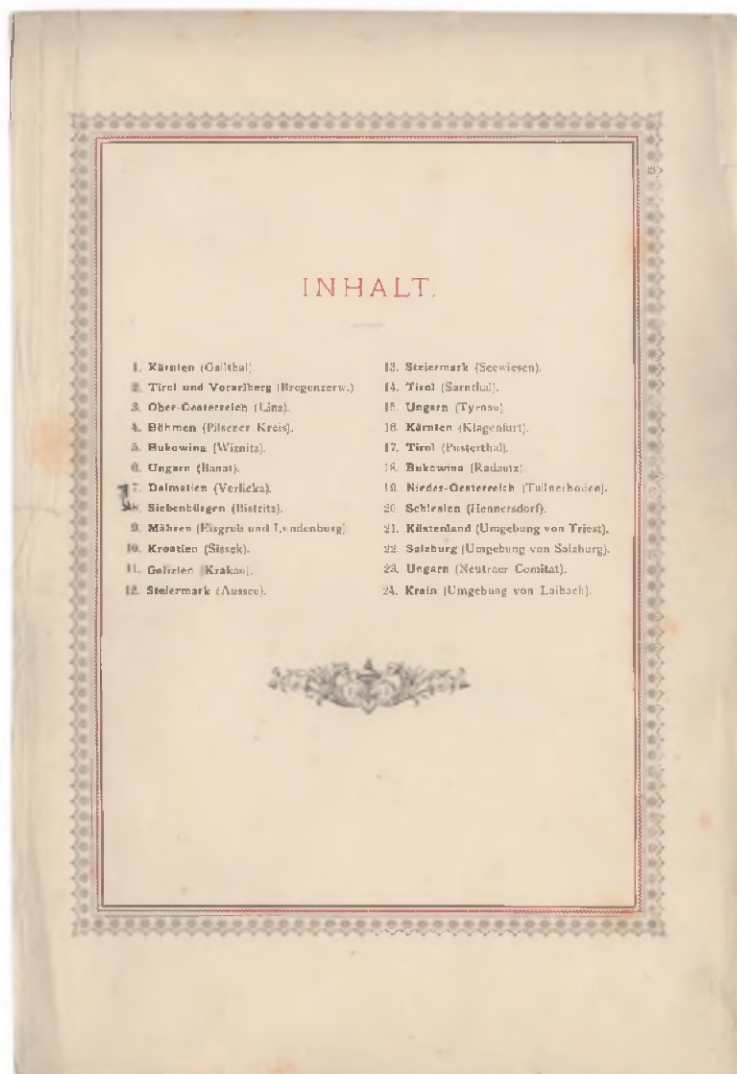 INHALT.
1. Kärnten (Gailthal).
2. Tirol und Vorarlberg (Bregenzerw.)
3. Ober-Oesterreich (Linz).
4. Böhmen (Pilsener Kreis).
5. Bukowina (Wiznitz).
6. Ungarn (Banat).
7. Dalmatien (Verlicka).
8. Siebenbürgen (Bistritz).
9. Mähren (Eisgrub und Lundenburg)
10. Kroatien (Sissek).
11. Galizien (Krakau).
12. Steiermark (Aussee).
13. Steiermark (Seewiesen).
14. Tirol (Sarnthal).
15. Ungarn (Tyrnau)
16. Kärnten (Klagenfurt).
17. Tirol (Pusterthal).
18. Bukowina (Radautz).
19. Nieder-Oesterreich (Tullnerboden).
20. Schlesien (Hennersdorf).
21. Küstenland (Umgebung von Triest).
22. Salzburg (Umgebung von Salzburg).
23. Ungarn (Neutraer Comitat).
24. Krain (Umgebung von Laibach).